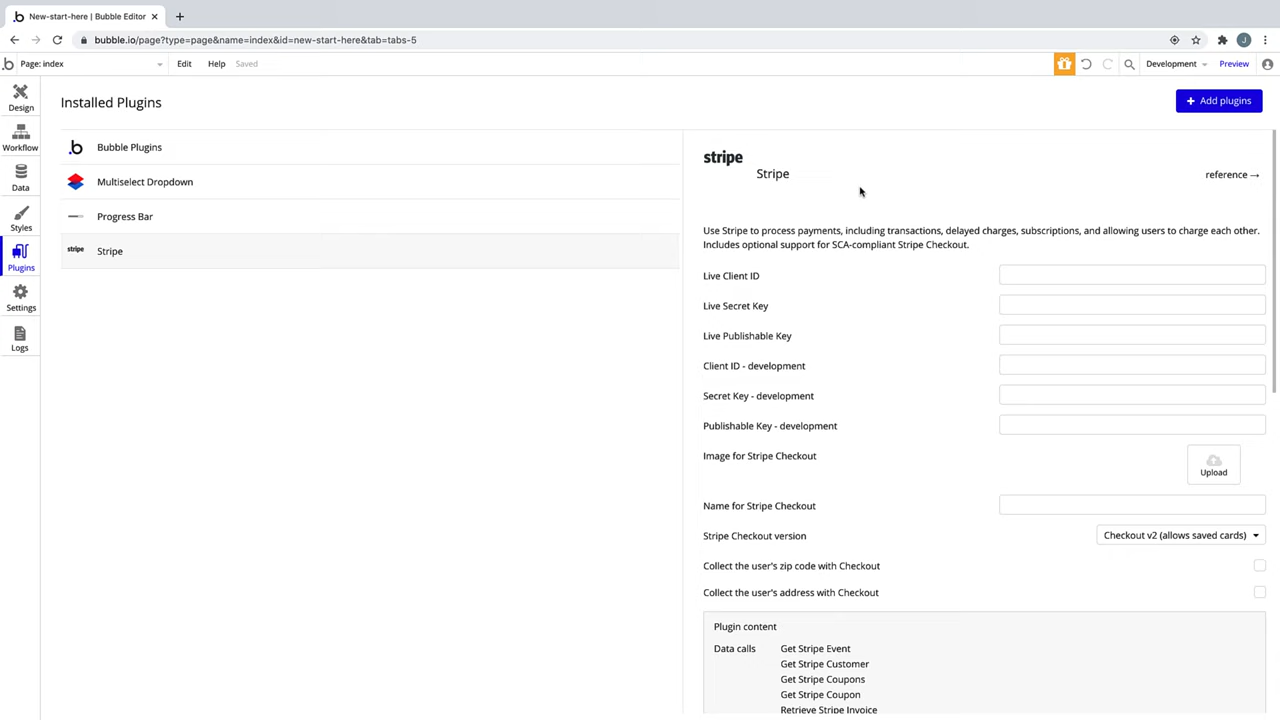 New-start-here | Bubble Editor
bubble.io/page?type=page&name=index&id=new-start-here&tab=tabs-5
J
Page: index
Edit
Help
Saved
Development
Preview
Design
Workflow
Data
Styles
Plugins
Settings
Logs
Installed Plugins
+ Add plugins
Bubble Plugins
Multiselect Dropdown
Progress Bar
stripe
Stripe
stripe
Stripe
reference →
Use Stripe to process payments, including transactions, delayed charges, subscriptions, and allowing users to charge each other.
Includes optional support for SCA-compliant Stripe Checkout.
Live Client ID
Live Secret Key
Live Publishable Key
Client ID - development
Secret Key - development
Publishable Key - development
Image for Stripe Checkout
Upload
Name for Stripe Checkout
Stripe Checkout version
Checkout v2 (allows saved cards)
Collect the user's zip code with Checkout
Collect the user's address with Checkout
Plugin content
Data calls
Get Stripe Event
Get Stripe Customer
Get Stripe Coupons
Get Stripe Coupon
Retrieve Stripe Invoice